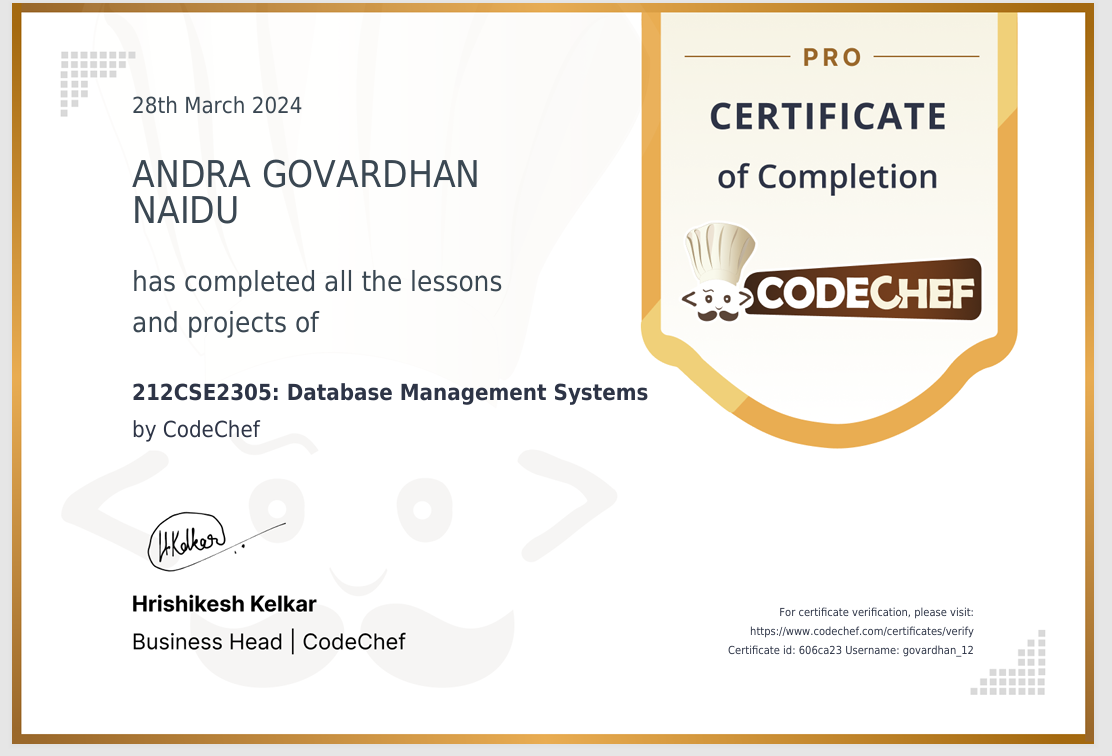 28th March 2024
ANDRA GOVARDHAN
NAIDU
has completed all the lessons
and projects of
212CSE2305: Database Management Systems
by CodeChef
H.Kelkar
Hrishikesh Kelkar
Business Head | CodeChef
PRO
CERTIFICATE
of Completion
CODECHEF
For certificate verification, please visit:
https://www.codechef.com/certificates/verify
Certificate id: 606ca23 Username: govardhan_12